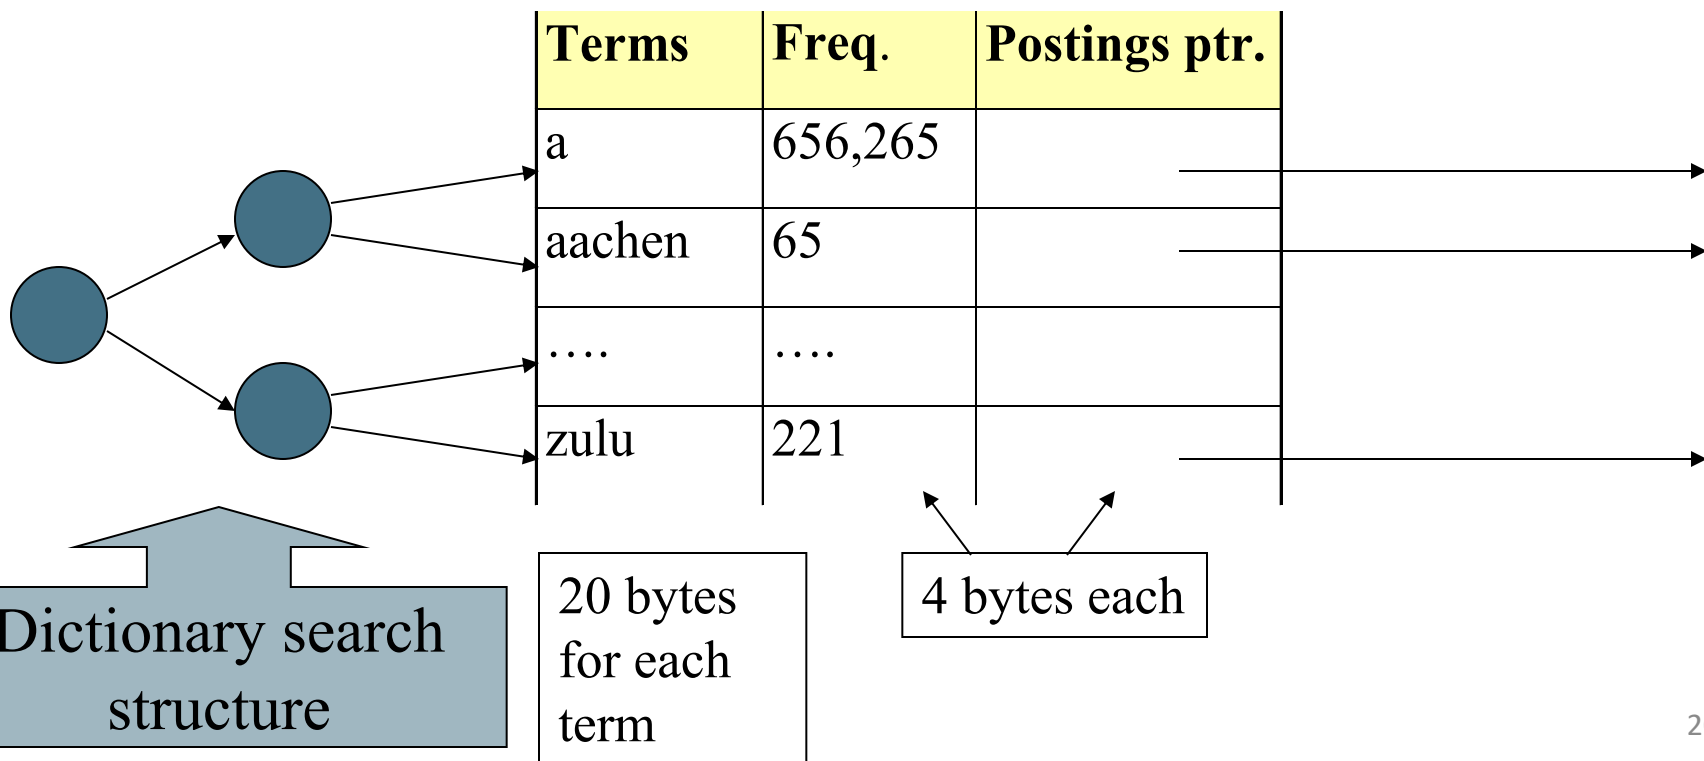 Terms Freq. Postings ptr.
a 656,265
aachen 65
…. ….
zulu 221
Dictionary search
structure
20 bytes
for each
term
4 bytes each
2